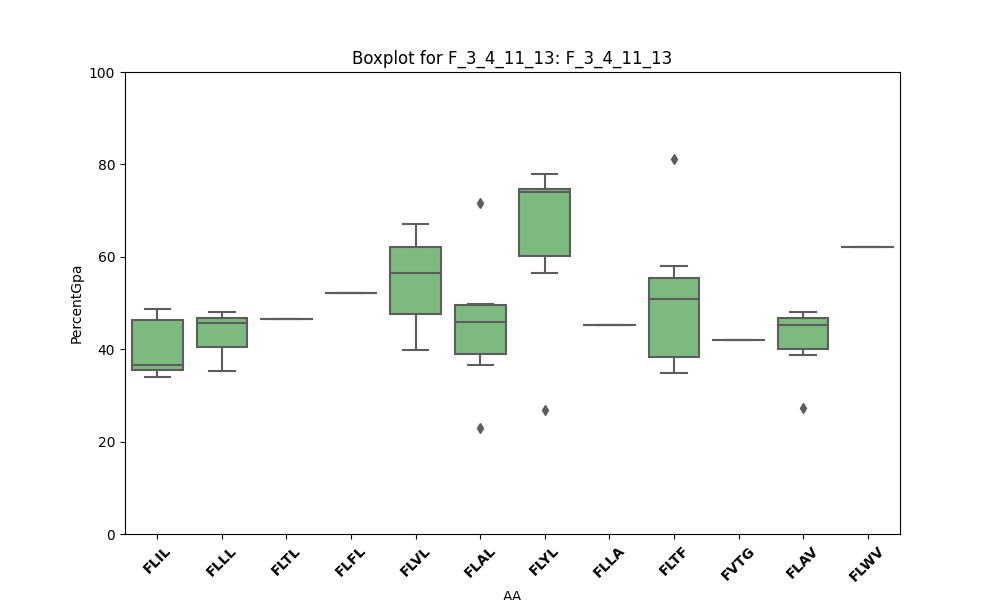 Boxplot for F_3_4_11_13: F_3_4_11_13
100
80
60
40
20
0
PercentGpa
FLIL
FLLL
FLTL
FLFL
FLVL
FLAL
FLYL
FLLA
FLTF
FVTG
FLAV
FLWV
AA